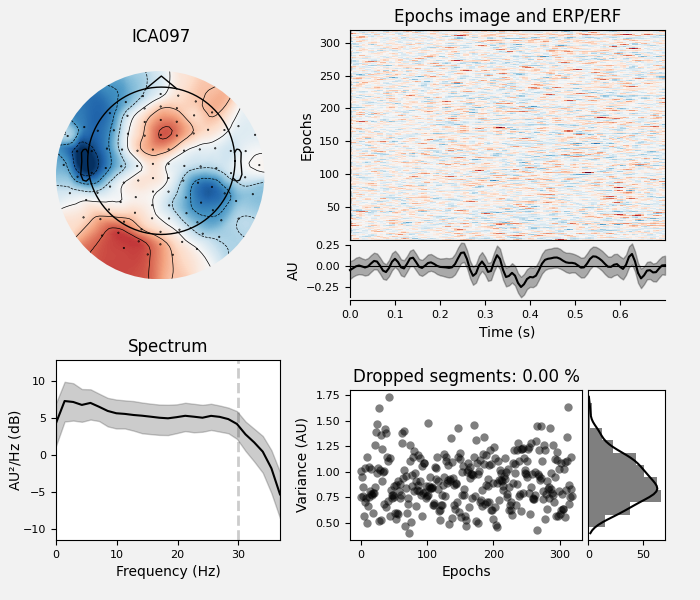 ICA097
Epochs image and ERP/ERF
300
250
200
150
100
50
Epochs
0.25
0.00
−0.25
AU
0.0 0.1 0.2 0.3 0.4 0.5 0.6
Time (s)
Spectrum
10
5
0
−5
−10
AU²/Hz (dB)
0 10 20 30
Frequency (Hz)
Dropped segments: 0.00 %
1.75
1.50
1.25
1.00
0.75
0.50
Variance (AU)
0 100 200 300
Epochs
0 50